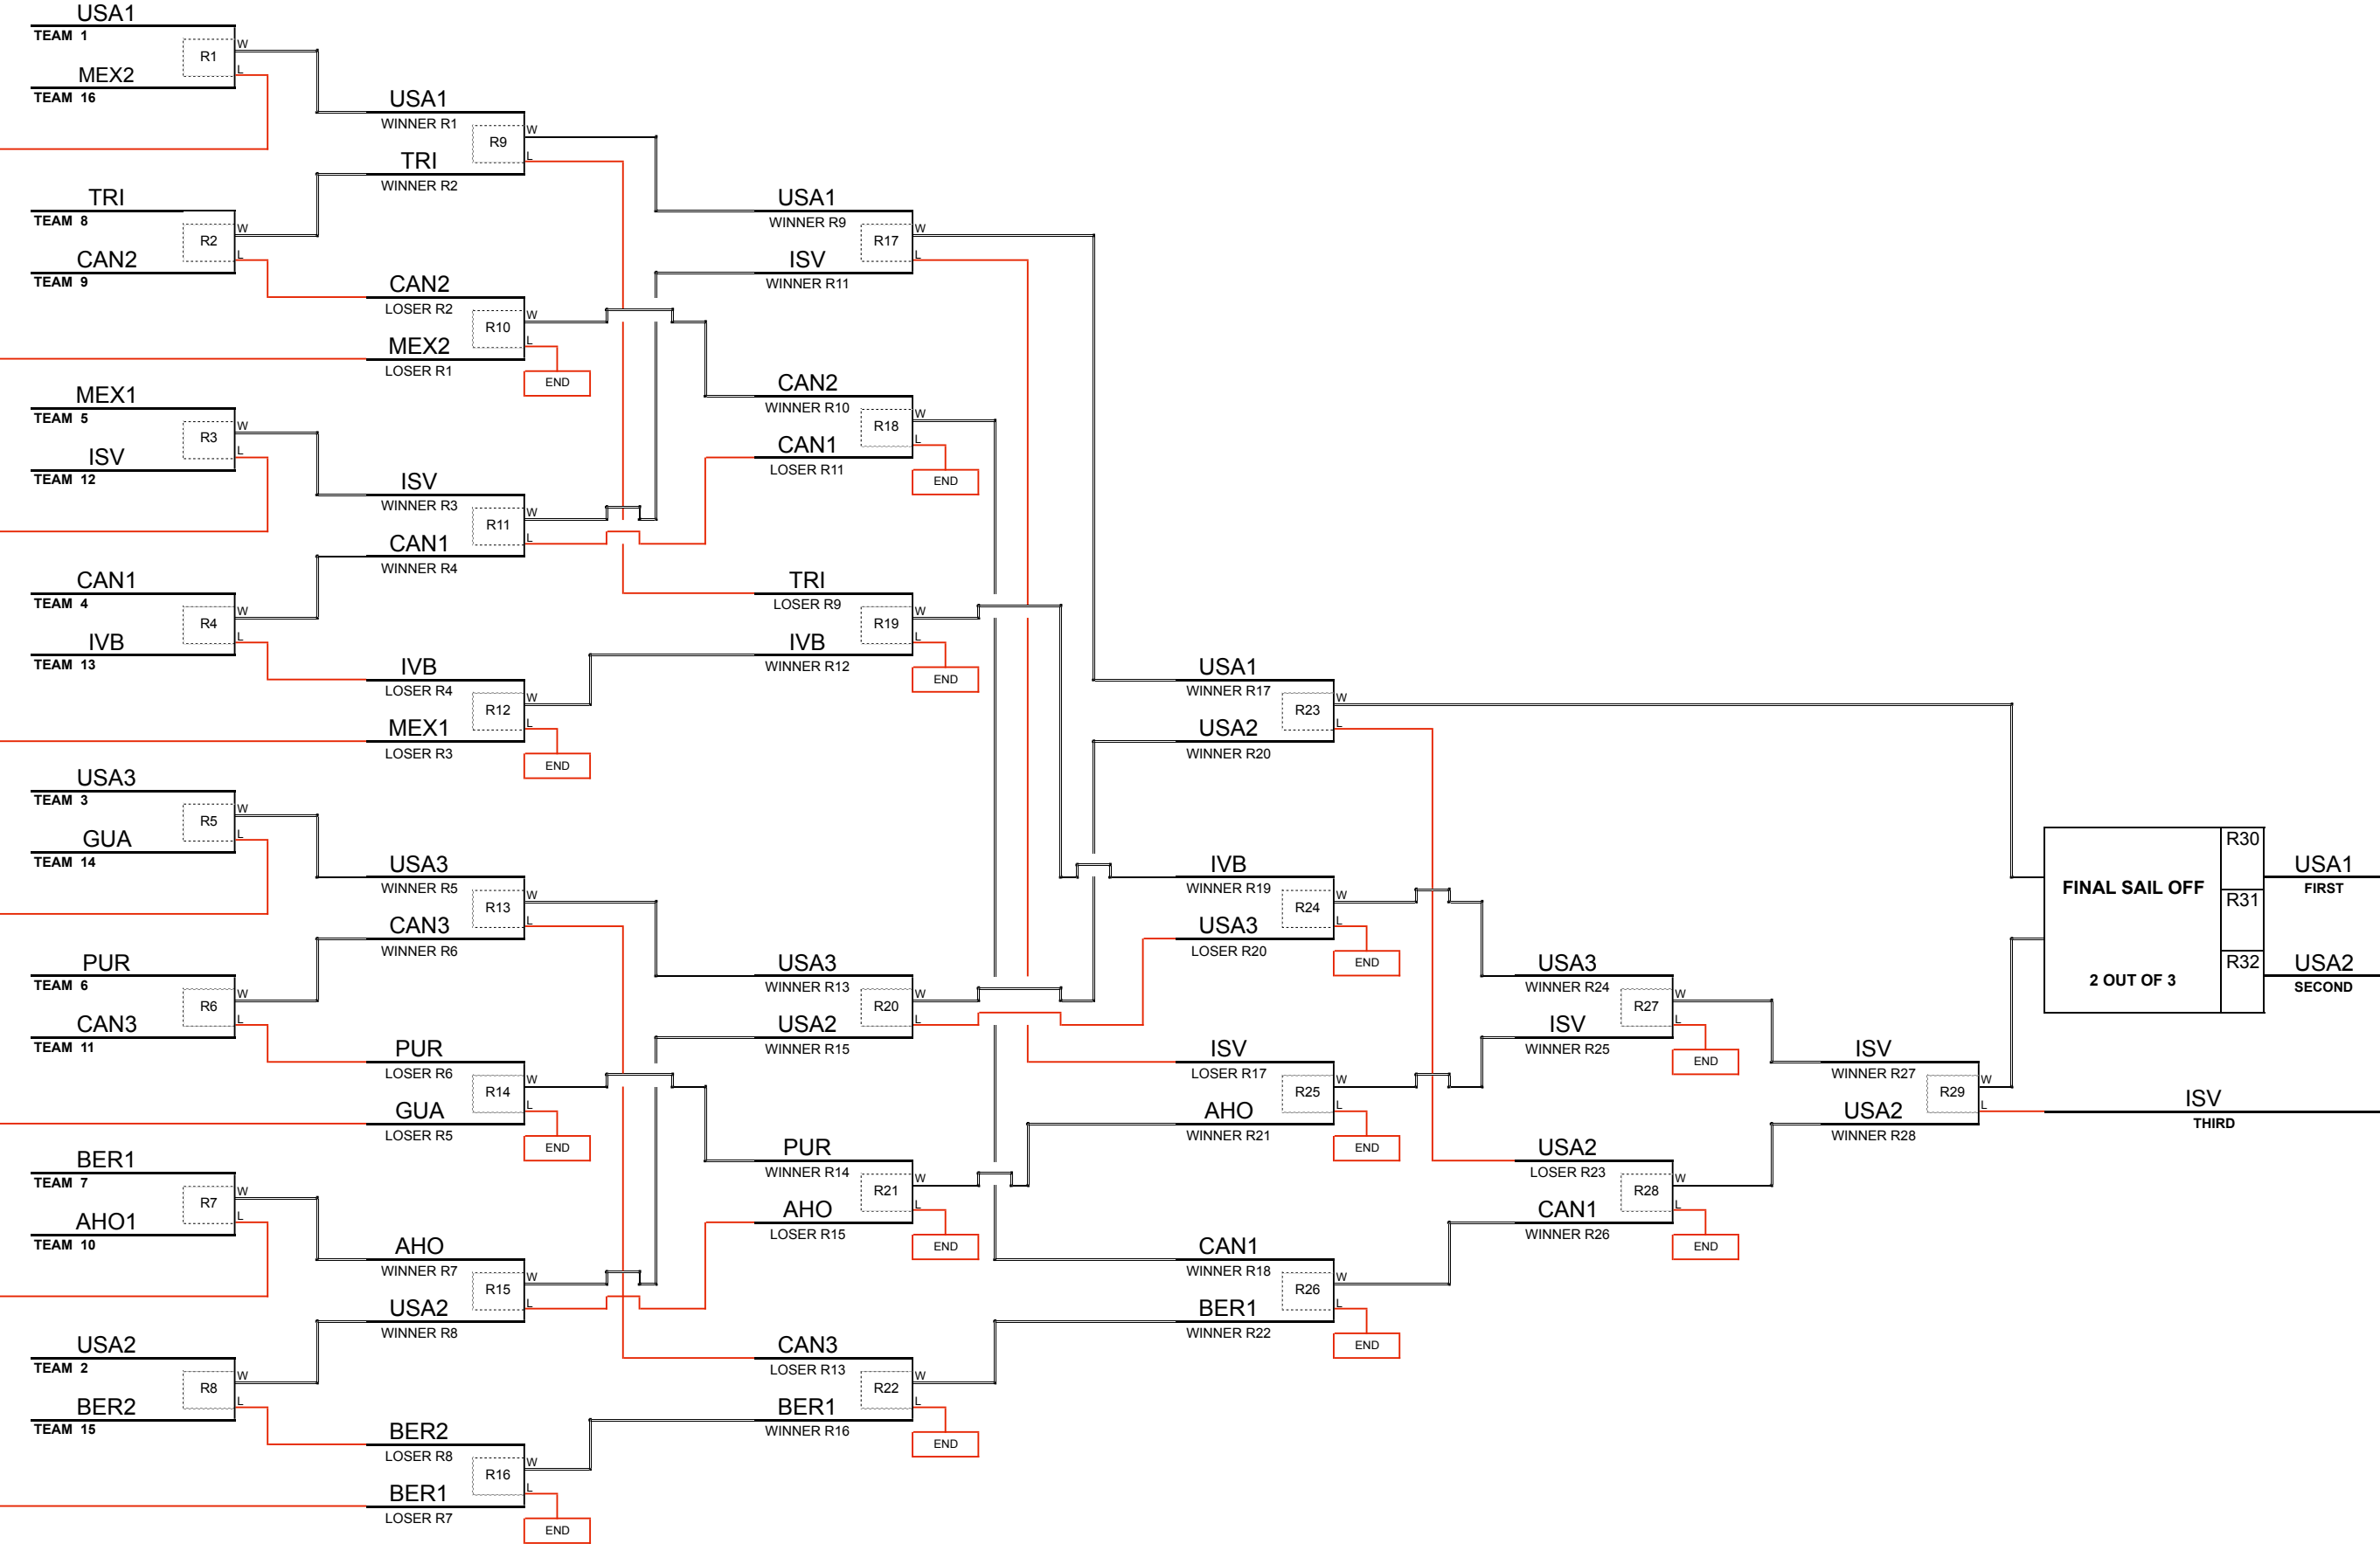 USA1
TEAM 1
R1
W
L
MEX2
TEAM 16
TRI
TEAM 8
R2
W
L
CAN2
TEAM 9
MEX1
TEAM 5
R3
W
L
ISV
TEAM 12
CAN1
TEAM 4
R4
W
L
IVB
TEAM 13
USA3
TEAM 3
R5
W
L
GUA
TEAM 14
PUR
TEAM 6
R6
W
L
CAN3
TEAM 11
BER1
TEAM 7
R7
W
L
AHO1
TEAM 10
USA2
TEAM 2
R8
W
L
BER2
TEAM 15
USA1
WINNER R1
R9
W
L
TRI
WINNER R2
CAN2
LOSER R2
R10
W
L
MEX2
LOSER R1
END
ISV
WINNER R3
R11
W
L
CAN1
WINNER R4
IVB
LOSER R4
R12
W
L
MEX1
LOSER R3
END
USA3
WINNER R5
R13
W
L
CAN3
WINNER R6
PUR
LOSER R6
R14
W
L
GUA
LOSER R5
END
AHO
WINNER R7
R15
W
L
USA2
WINNER R8
BER2
LOSER R8
R16
W
L
BER1
LOSER R7
END
USA1
WINNER R9
R17
W
L
ISV
WINNER R11
CAN2
WINNER R10
R18
W
L
CAN1
LOSER R11
END
TRI
LOSER R9
R19
W
L
IVB
WINNER R12
END
USA3
WINNER R13
R20
W
L
USA2
WINNER R15
PUR
WINNER R14
R21
W
L
AHO
LOSER R15
END
CAN3
LOSER R13
R22
W
L
BER1
WINNER R16
END
USA1
WINNER R17
R23
W
L
USA2
WINNER R20
IVB
WINNER R19
R24
W
L
USA3
LOSER R20
END
ISV
LOSER R17
R25
W
L
AHO
WINNER R21
END
CAN1
WINNER R18
R26
W
L
BER1
WINNER R22
END
USA3
WINNER R24
R27
W
L
ISV
WINNER R25
END
USA2
LOSER R23
R28
W
L
CAN1
WINNER R26
END
ISV
WINNER R27
R29
W
L
USA2
WINNER R28
FINAL SAIL OFF
2 OUT OF 3
R30
R31
R32
USA1
FIRST
USA2
SECOND
ISV
THIRD